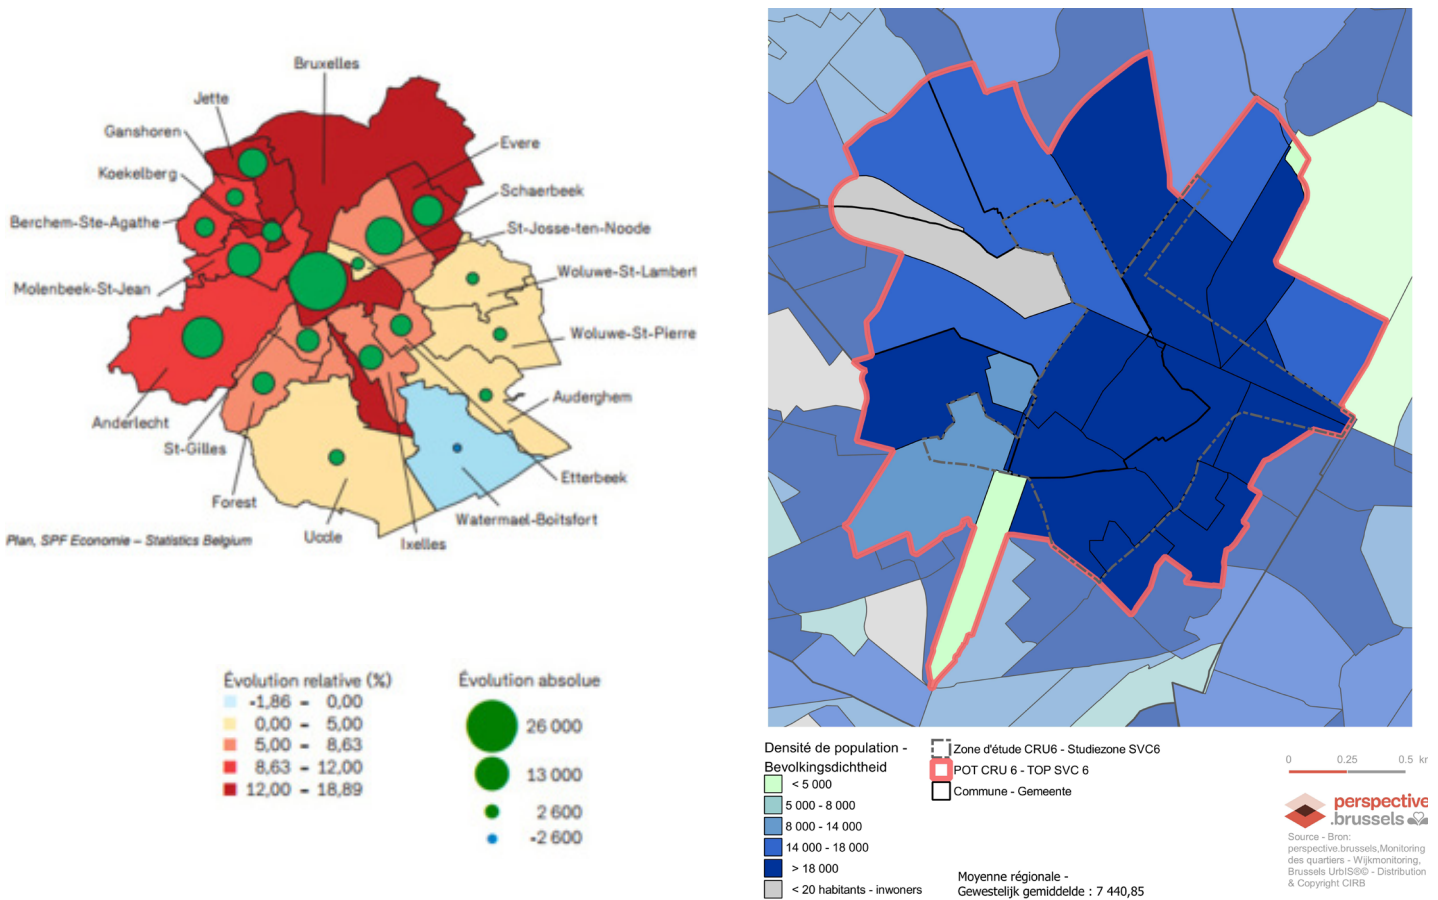 Bruxelles
Jette
Ganshoren
Koekelberg
Berchem-Ste-Agathe
Molenbeek-St-Jean
Anderlecht
St-Gilles
Forest
Uccle
Ixelles
Evere
Schaerbeek
St-Josse-ten-Noode
Woluwe-St-Lambert
Woluwe-St-Pierre
Auderghem
Etterbeek
Watermael-Boitsfort
Plan, SPF Economie – Statistics Belgium
Évolution relative (%)
-1,86 – 0,00
0,00 – 5,00
5,00 – 8,63
8,63 – 12,00
12,00 – 18,89
Évolution absolue
26 000
13 000
2 600
-2 600
Densité de population -
Bevolkingsdichtheid
< 5 000
5 000 - 8 000
8 000 - 14 000
14 000 - 18 000
> 18 000
< 20 habitants - inwoners
Zone d'étude CRU6 - Studiezone SVC6
POT CRU 6 - TOP SVC 6
Commune - Gemeente
Moyenne régionale -
Gewestelijk gemiddelde : 7 440,85
0 0.25 0.5 kr
perspective
.brussels
Source - Bron:
perspective.brussels,Monitoring
des quartiers - Wijkmonitoring,
Brussels UrbIS®© - Distribution
& Copyright CIRB